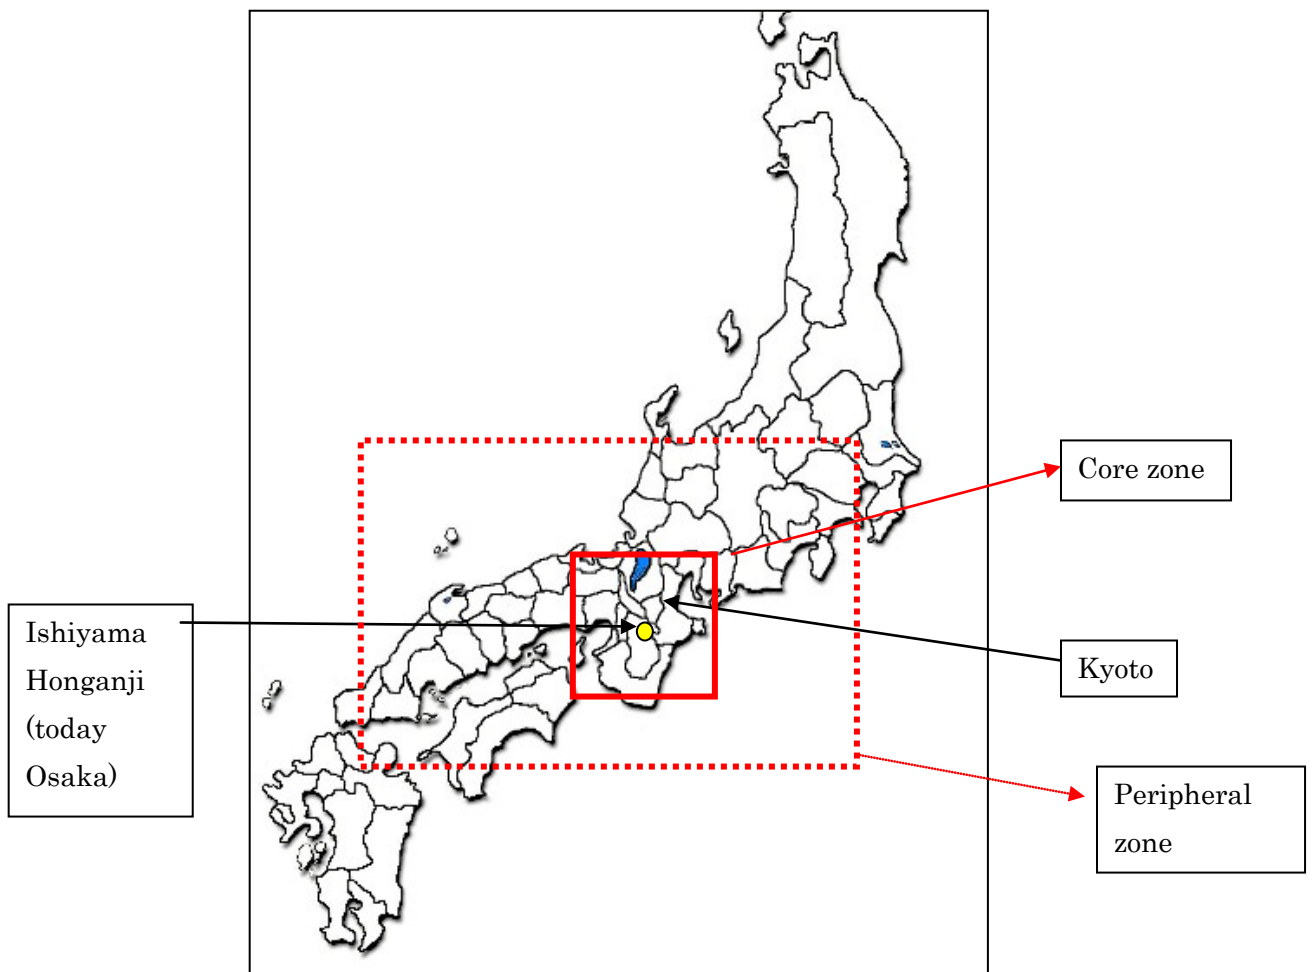 Core zone
Ishiyama
Honganji
(today
Osaka)
Kyoto
Peripheral
zone